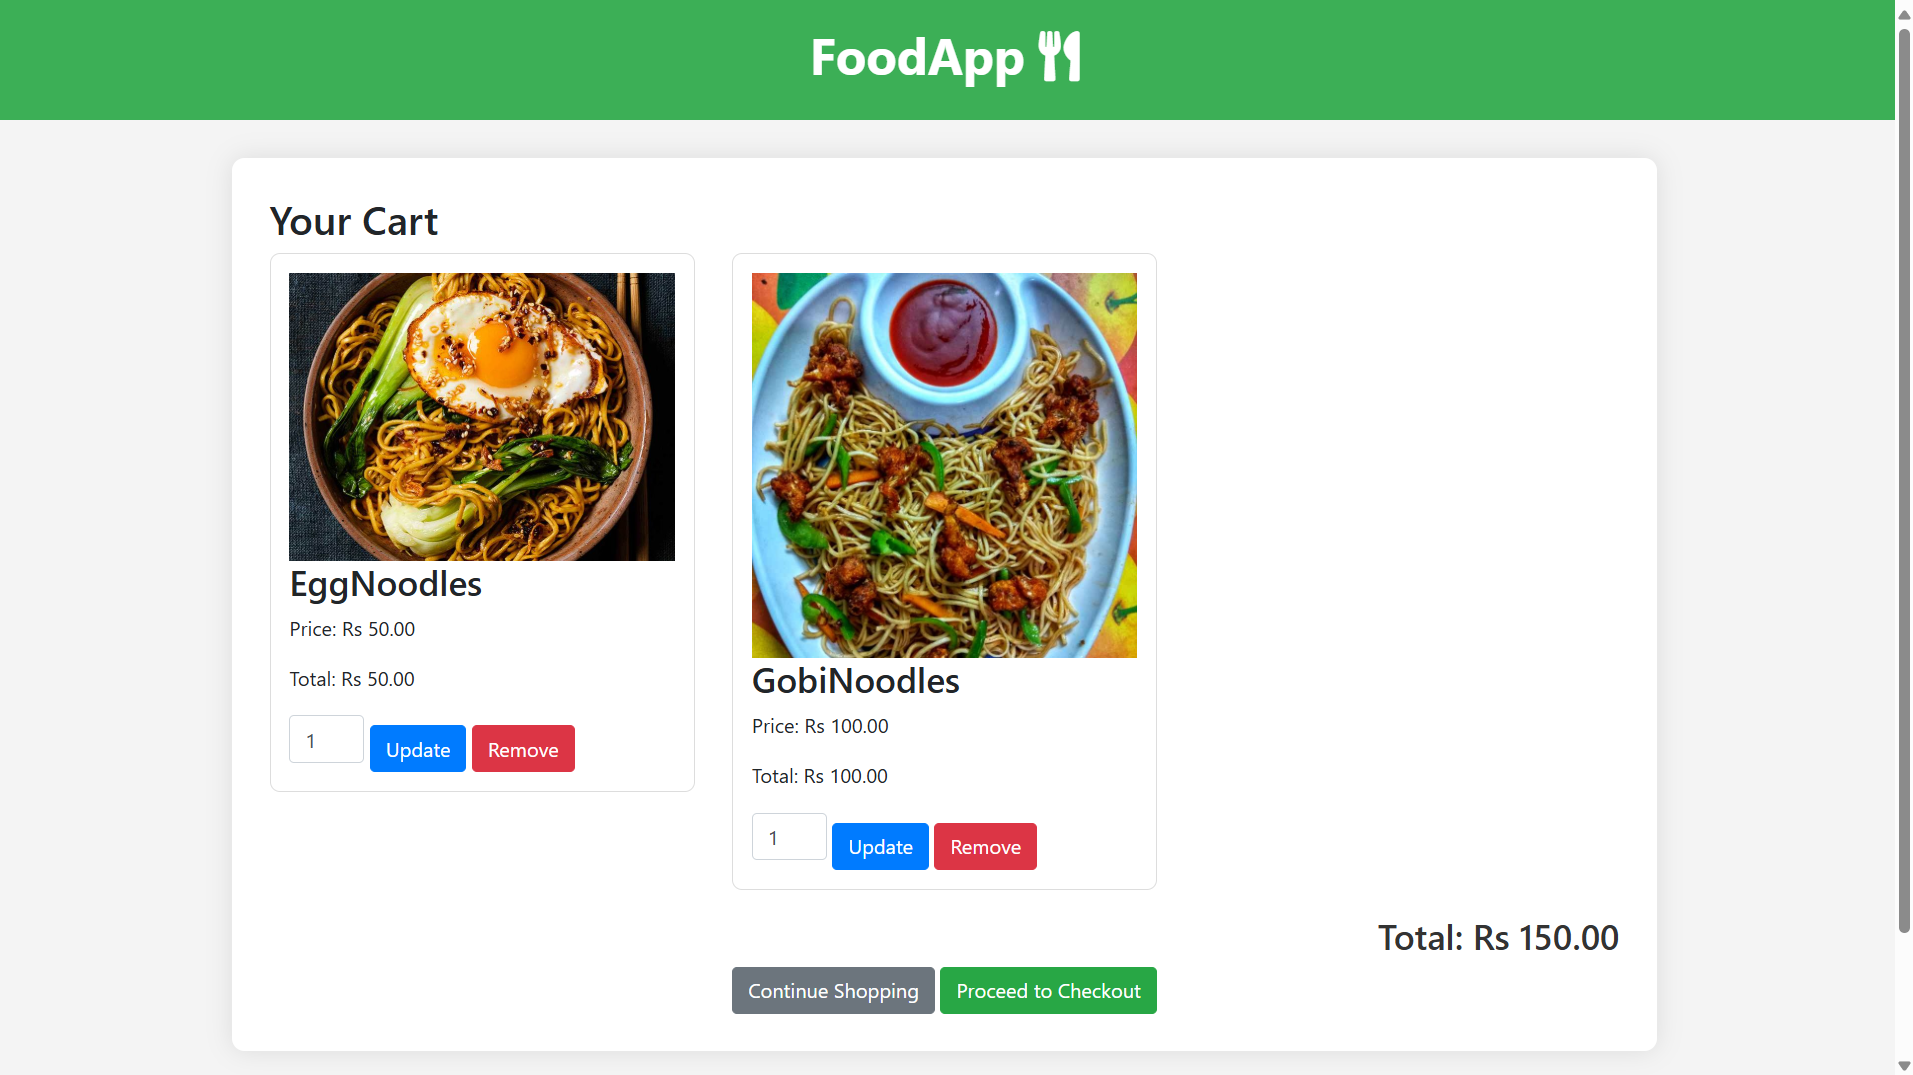 FoodApp
Your Cart
EggNoodles
Price: Rs 50.00
Total: Rs 50.00
1
Update
Remove
GobiNoodles
Price: Rs 100.00
Total: Rs 100.00
1
Update
Remove
Total: Rs 150.00
Continue Shopping
Proceed to Checkout